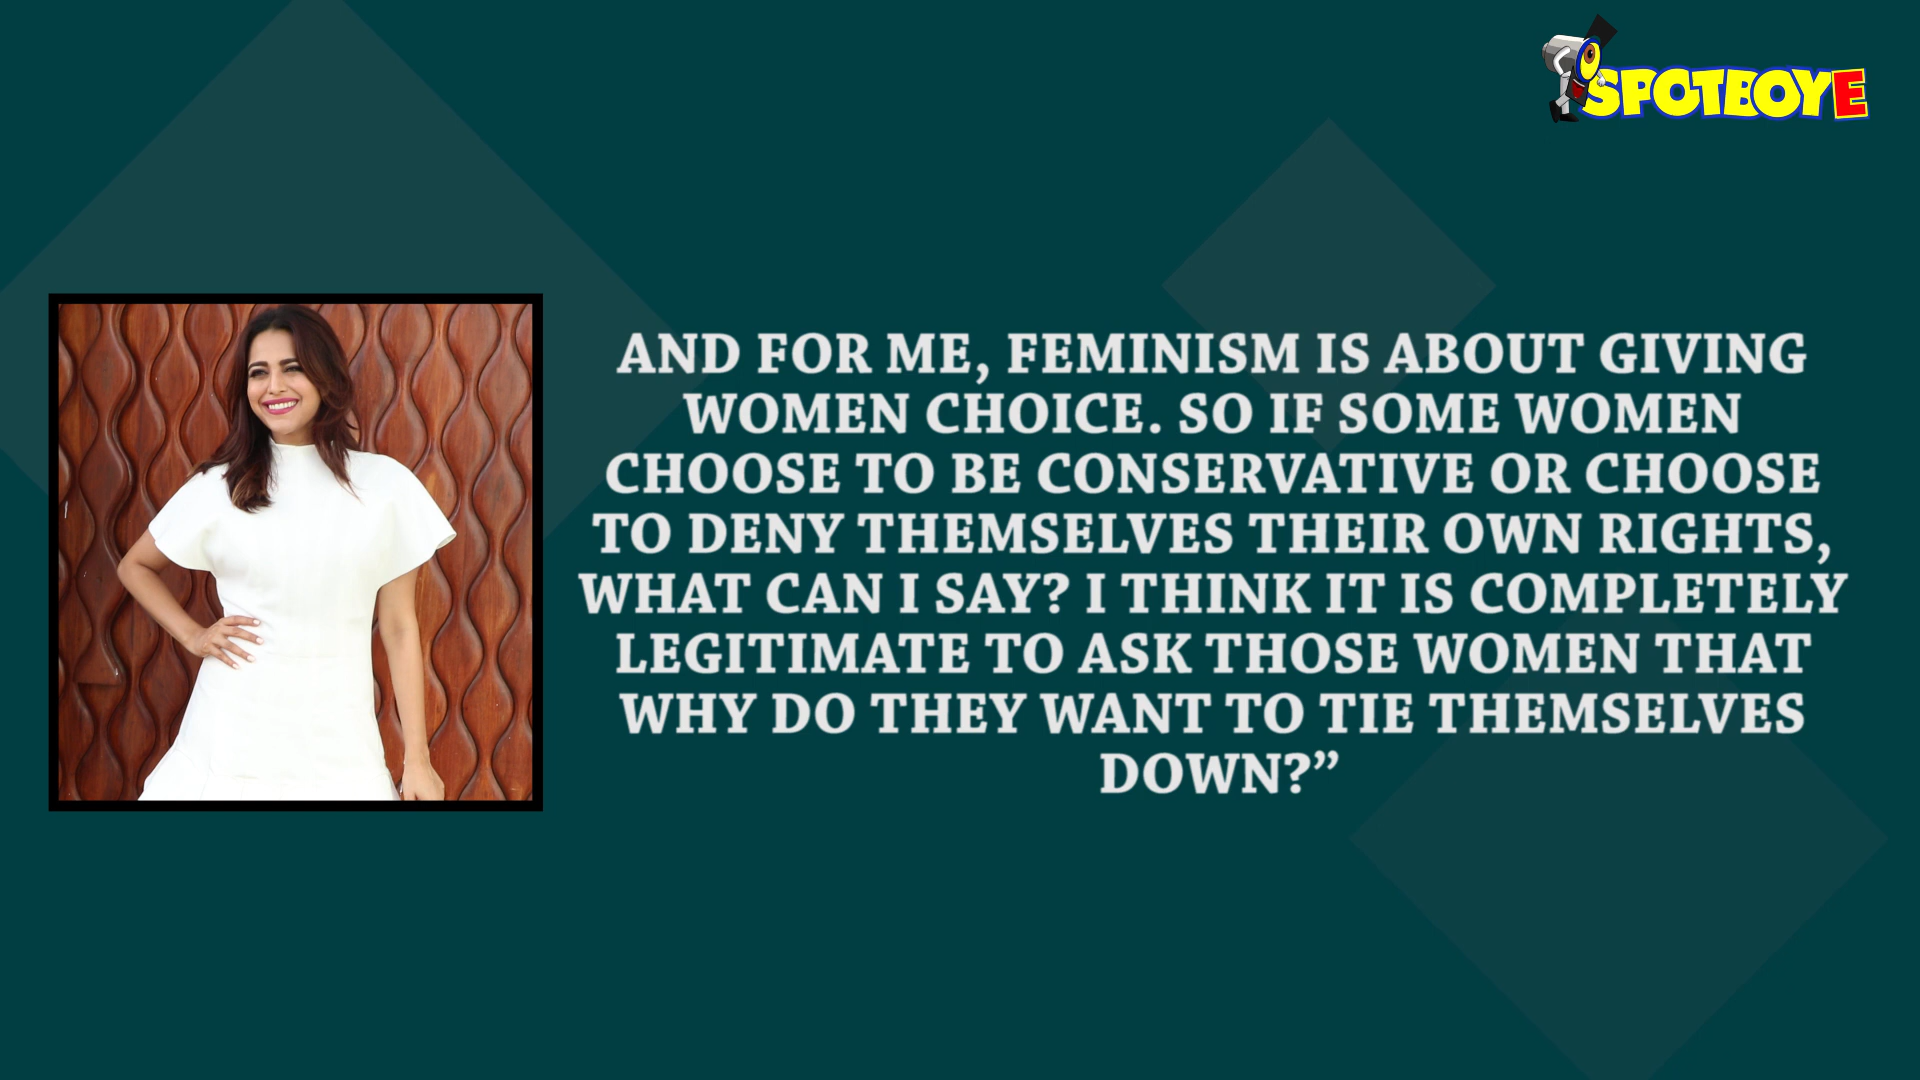 SPOTBOYE
AND FOR ME, FEMINISM IS ABOUT GIVING
WOMEN CHOICE. SO IF SOME WOMEN
CHOOSE TO BE CONSERVATIVE OR CHOOSE
TO DENY THEMSELVES THEIR OWN RIGHTS,
WHAT CAN I SAY? I THINK IT IS COMPLETELY
LEGITIMATE TO ASK THOSE WOMEN THAT
WHY DO THEY WANT TO TIE THEMSELVES
DOWN?”